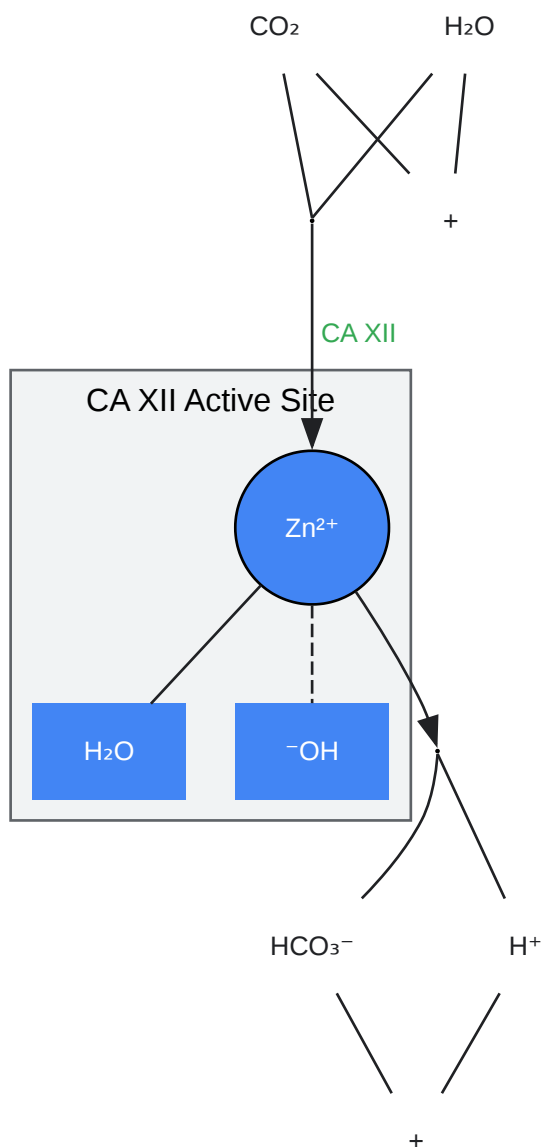 CO₂
H₂O
+
CA XII
CA XII Active Site
Zn²⁺
H₂O
⁻OH
HCO₃⁻
H⁺
+